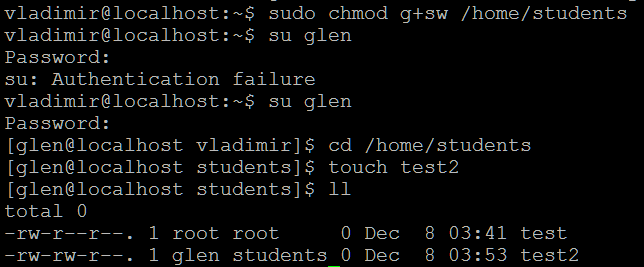 vladimir@localhost:~$ sudo chmod g+sw /home/students
vladimir@localhost:~$ su glen
Password:
su: Authentication failure
vladimir@localhost:~$ su glen
Password:
[glen@localhost vladimir]$ cd /home/students
[glen@localhost students]$ touch test2
[glen@localhost students]$ ll
total 0
-rw-r--r--. 1 root root     0 Dec  8 03:41 test
-rw-rw-r--. 1 glen students 0 Dec  8 03:53 test2